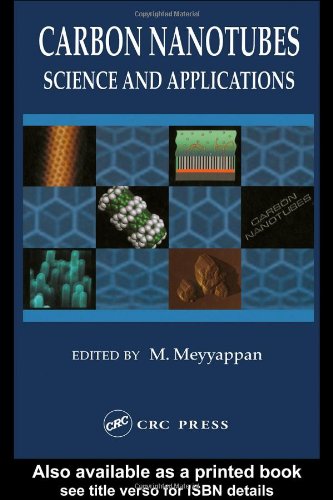 CARBON NANOTUBES
SCIENCE AND APPLICATIONS
CARBON
NANOTUBES
EDITED BY M. Meyyappan
CRC
CRC PRESS
Also available as a printed book
see title verso for ISBN details